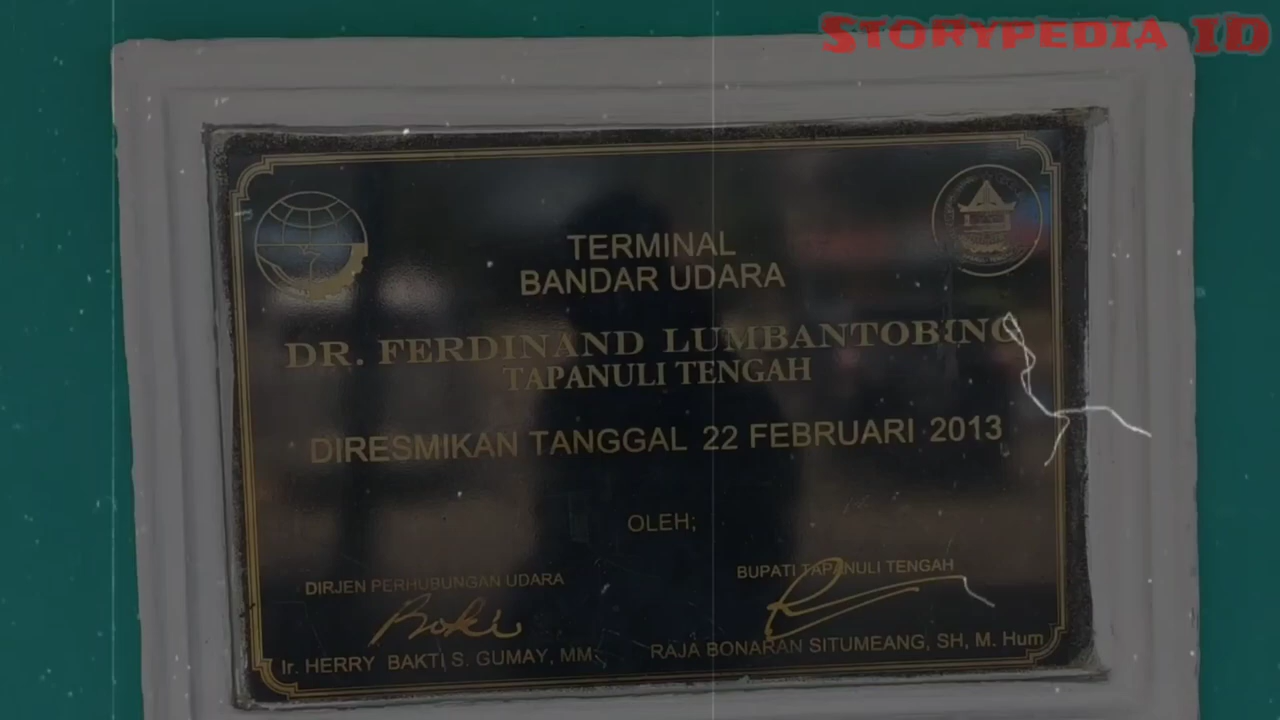 STORYPEDIA ID
TERMINAL
BANDAR UDARA
DR. FERDINAND LUMBANTOBING
TAPANULI TENGAH
DIRESMIKAN TANGGAL 22 FEBRUARI 2013
OLEH;
DIRJEN PERHUBUNGAN UDARA
Ir. HERRY BAKTI S. GUMAY, MM
BUPATI TAPANULI TENGAH
RAJA BONARAN SITUMEANG, SH, M. Hum